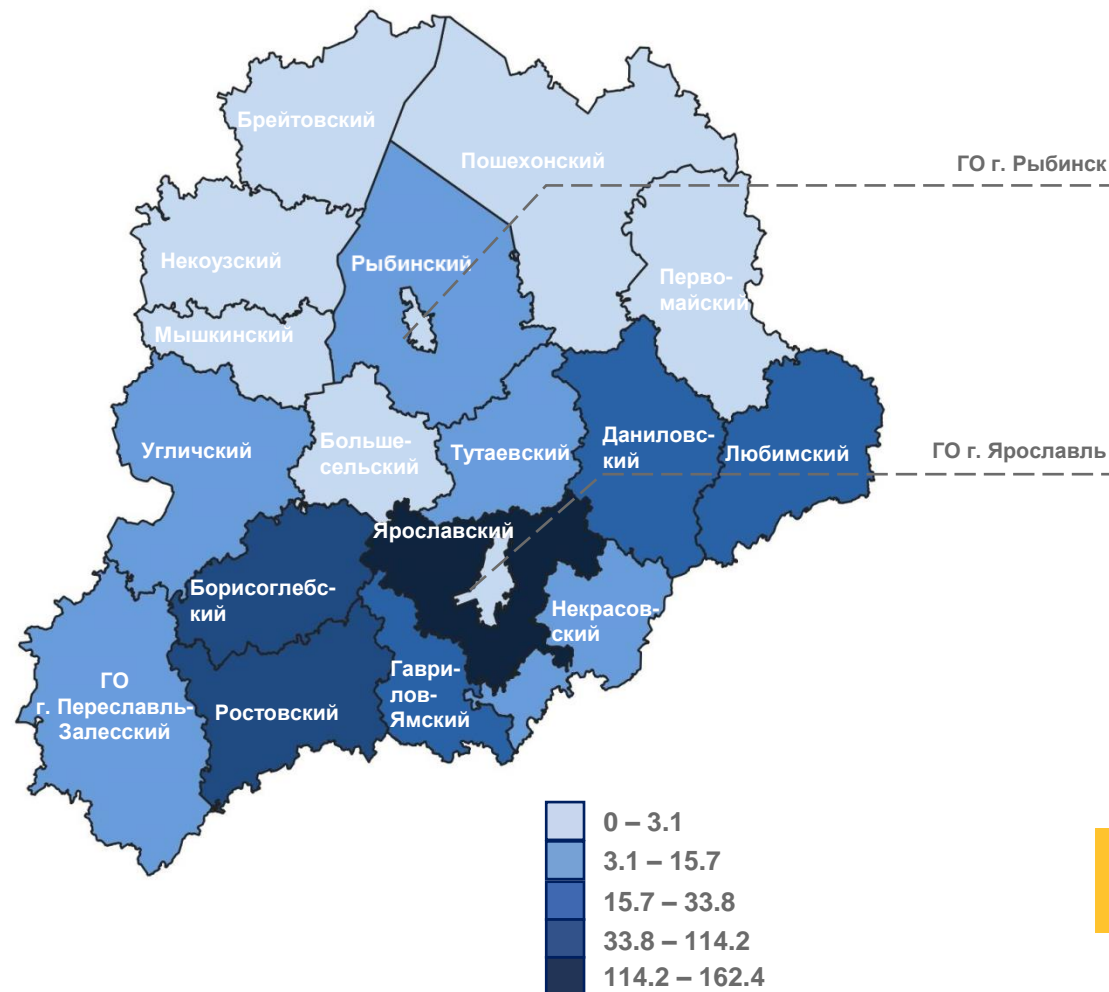 Брейтовский
Пошехонский
ГО г. Рыбинск
Некоузский
Рыбинский
Перво-
майский
Мышкинский
Угличский
Больше-
сельский
Тутаевский
Даниловс-
кий
Любимский
ГО г. Ярославль
Ярославский
Борисоглебс-
кий
Некрасов-
ский
ГО
г. Переславль-
Залесский
Ростовский
Гаври-
лов-
Ямский
0 – 3.1
3.1 – 15.7
15.7 – 33.8
33.8 – 114.2
114.2 – 162.4